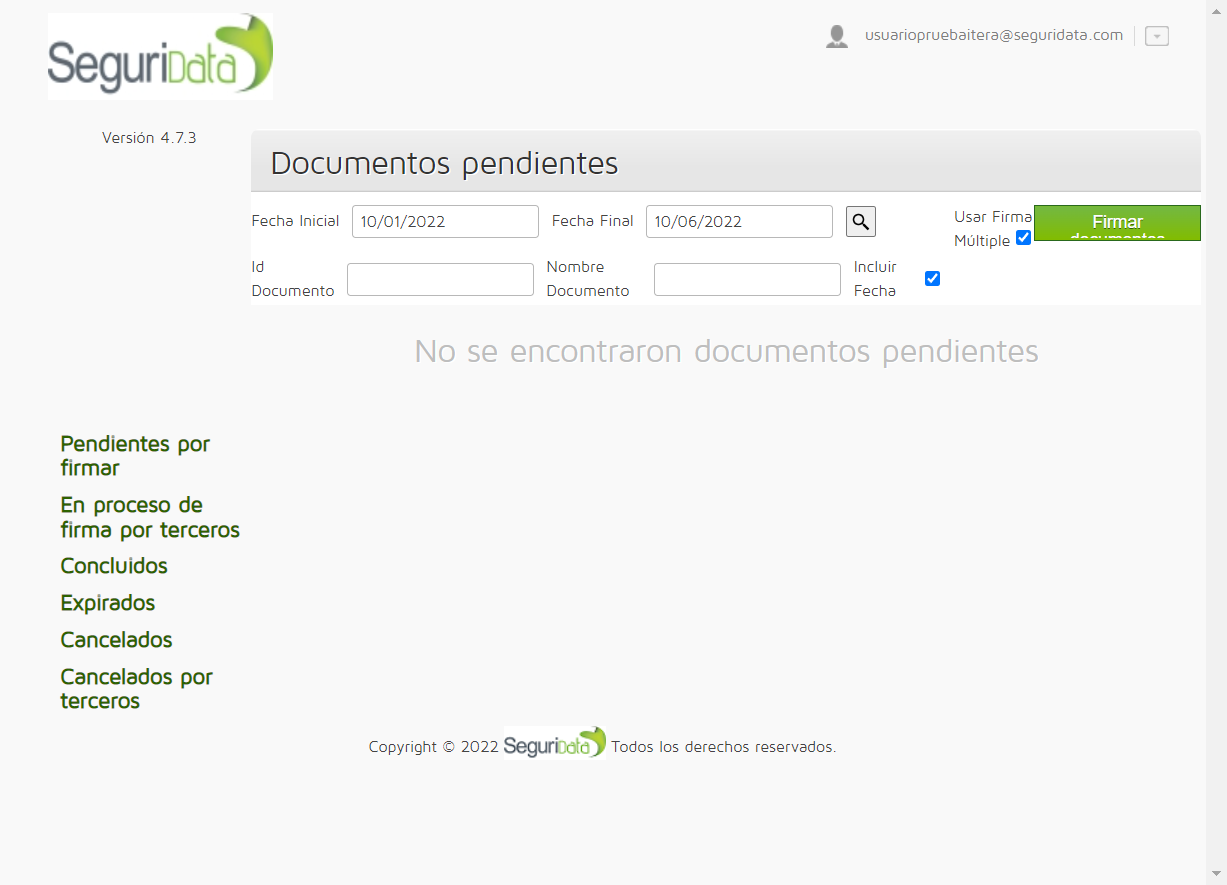 SeguriData
usuariopruebaitera@seguridata.com
Versión 4.7.3
Documentos pendientes
Fecha Inicial 10/01/2022 Fecha Final 10/06/2022 Usar Firma Múltiple Firmar documentos
Id Documento Nombre Documento Incluir Fecha
No se encontraron documentos pendientes
Pendientes por
firmar
En proceso de
firma por terceros
Concluidos
Expirados
Cancelados
Cancelados por
terceros
Copyright © 2022 SeguriData Todos los derechos reservados.